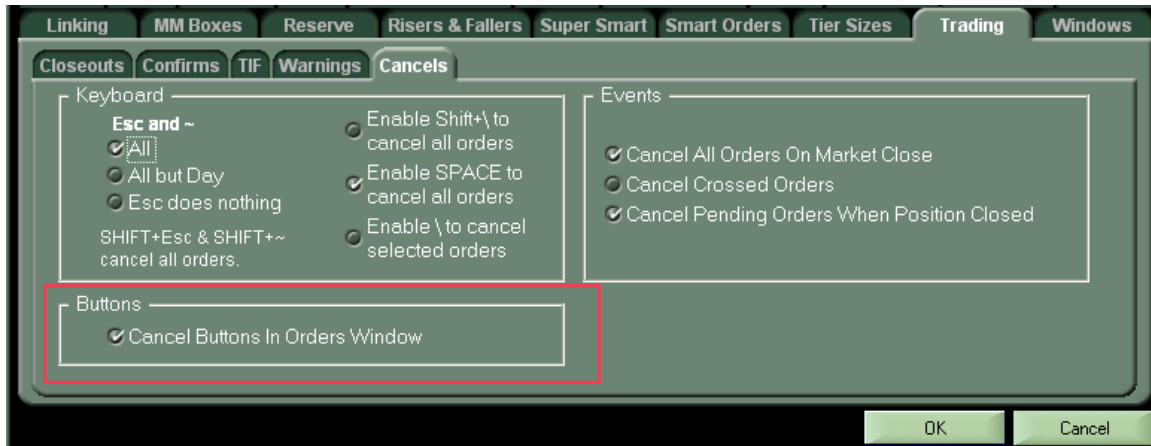 Linking MM Boxes Reserve Risers & Fallers Super Smart Smart Orders Tier Sizes Trading Windows
Closeouts Confirms TIF Warnings Cancels
Keyboard
Esc and ~
All
All but Day
Esc does nothing
SHIFT+Esc & SHIFT+~
cancel all orders.
Enable Shift+\ to
cancel all orders
Enable SPACE to
cancel all orders
Enable \ to cancel
selected orders
Events
Cancel All Orders On Market Close
Cancel Crossed Orders
Cancel Pending Orders When Position Closed
Buttons
Cancel Buttons In Orders Window
OK Cancel